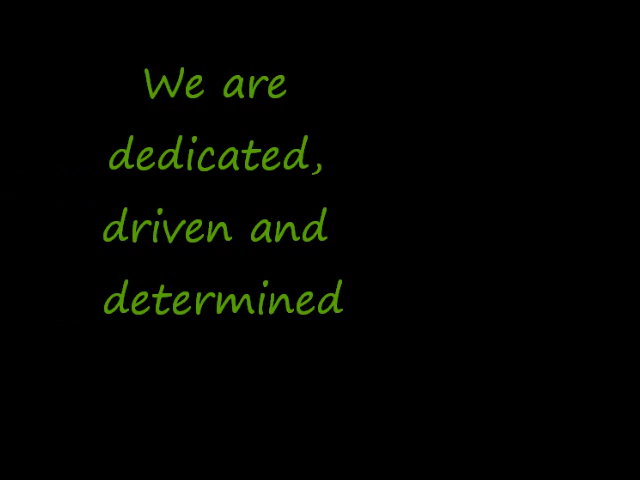 We are
dedicated,
driven and
determined